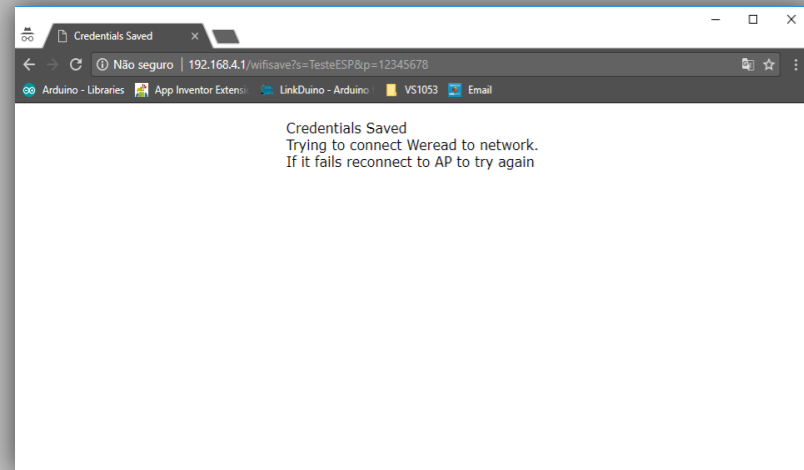 Credentials Saved
Não seguro | 192.168.4.1/wifisave?s=TesteESP&p=12345678
Arduino - Libraries App Inventor Extensi LinkDuino - Arduino VS1053 Email
Credentials Saved
Trying to connect Weread to network.
If it fails reconnect to AP to try again